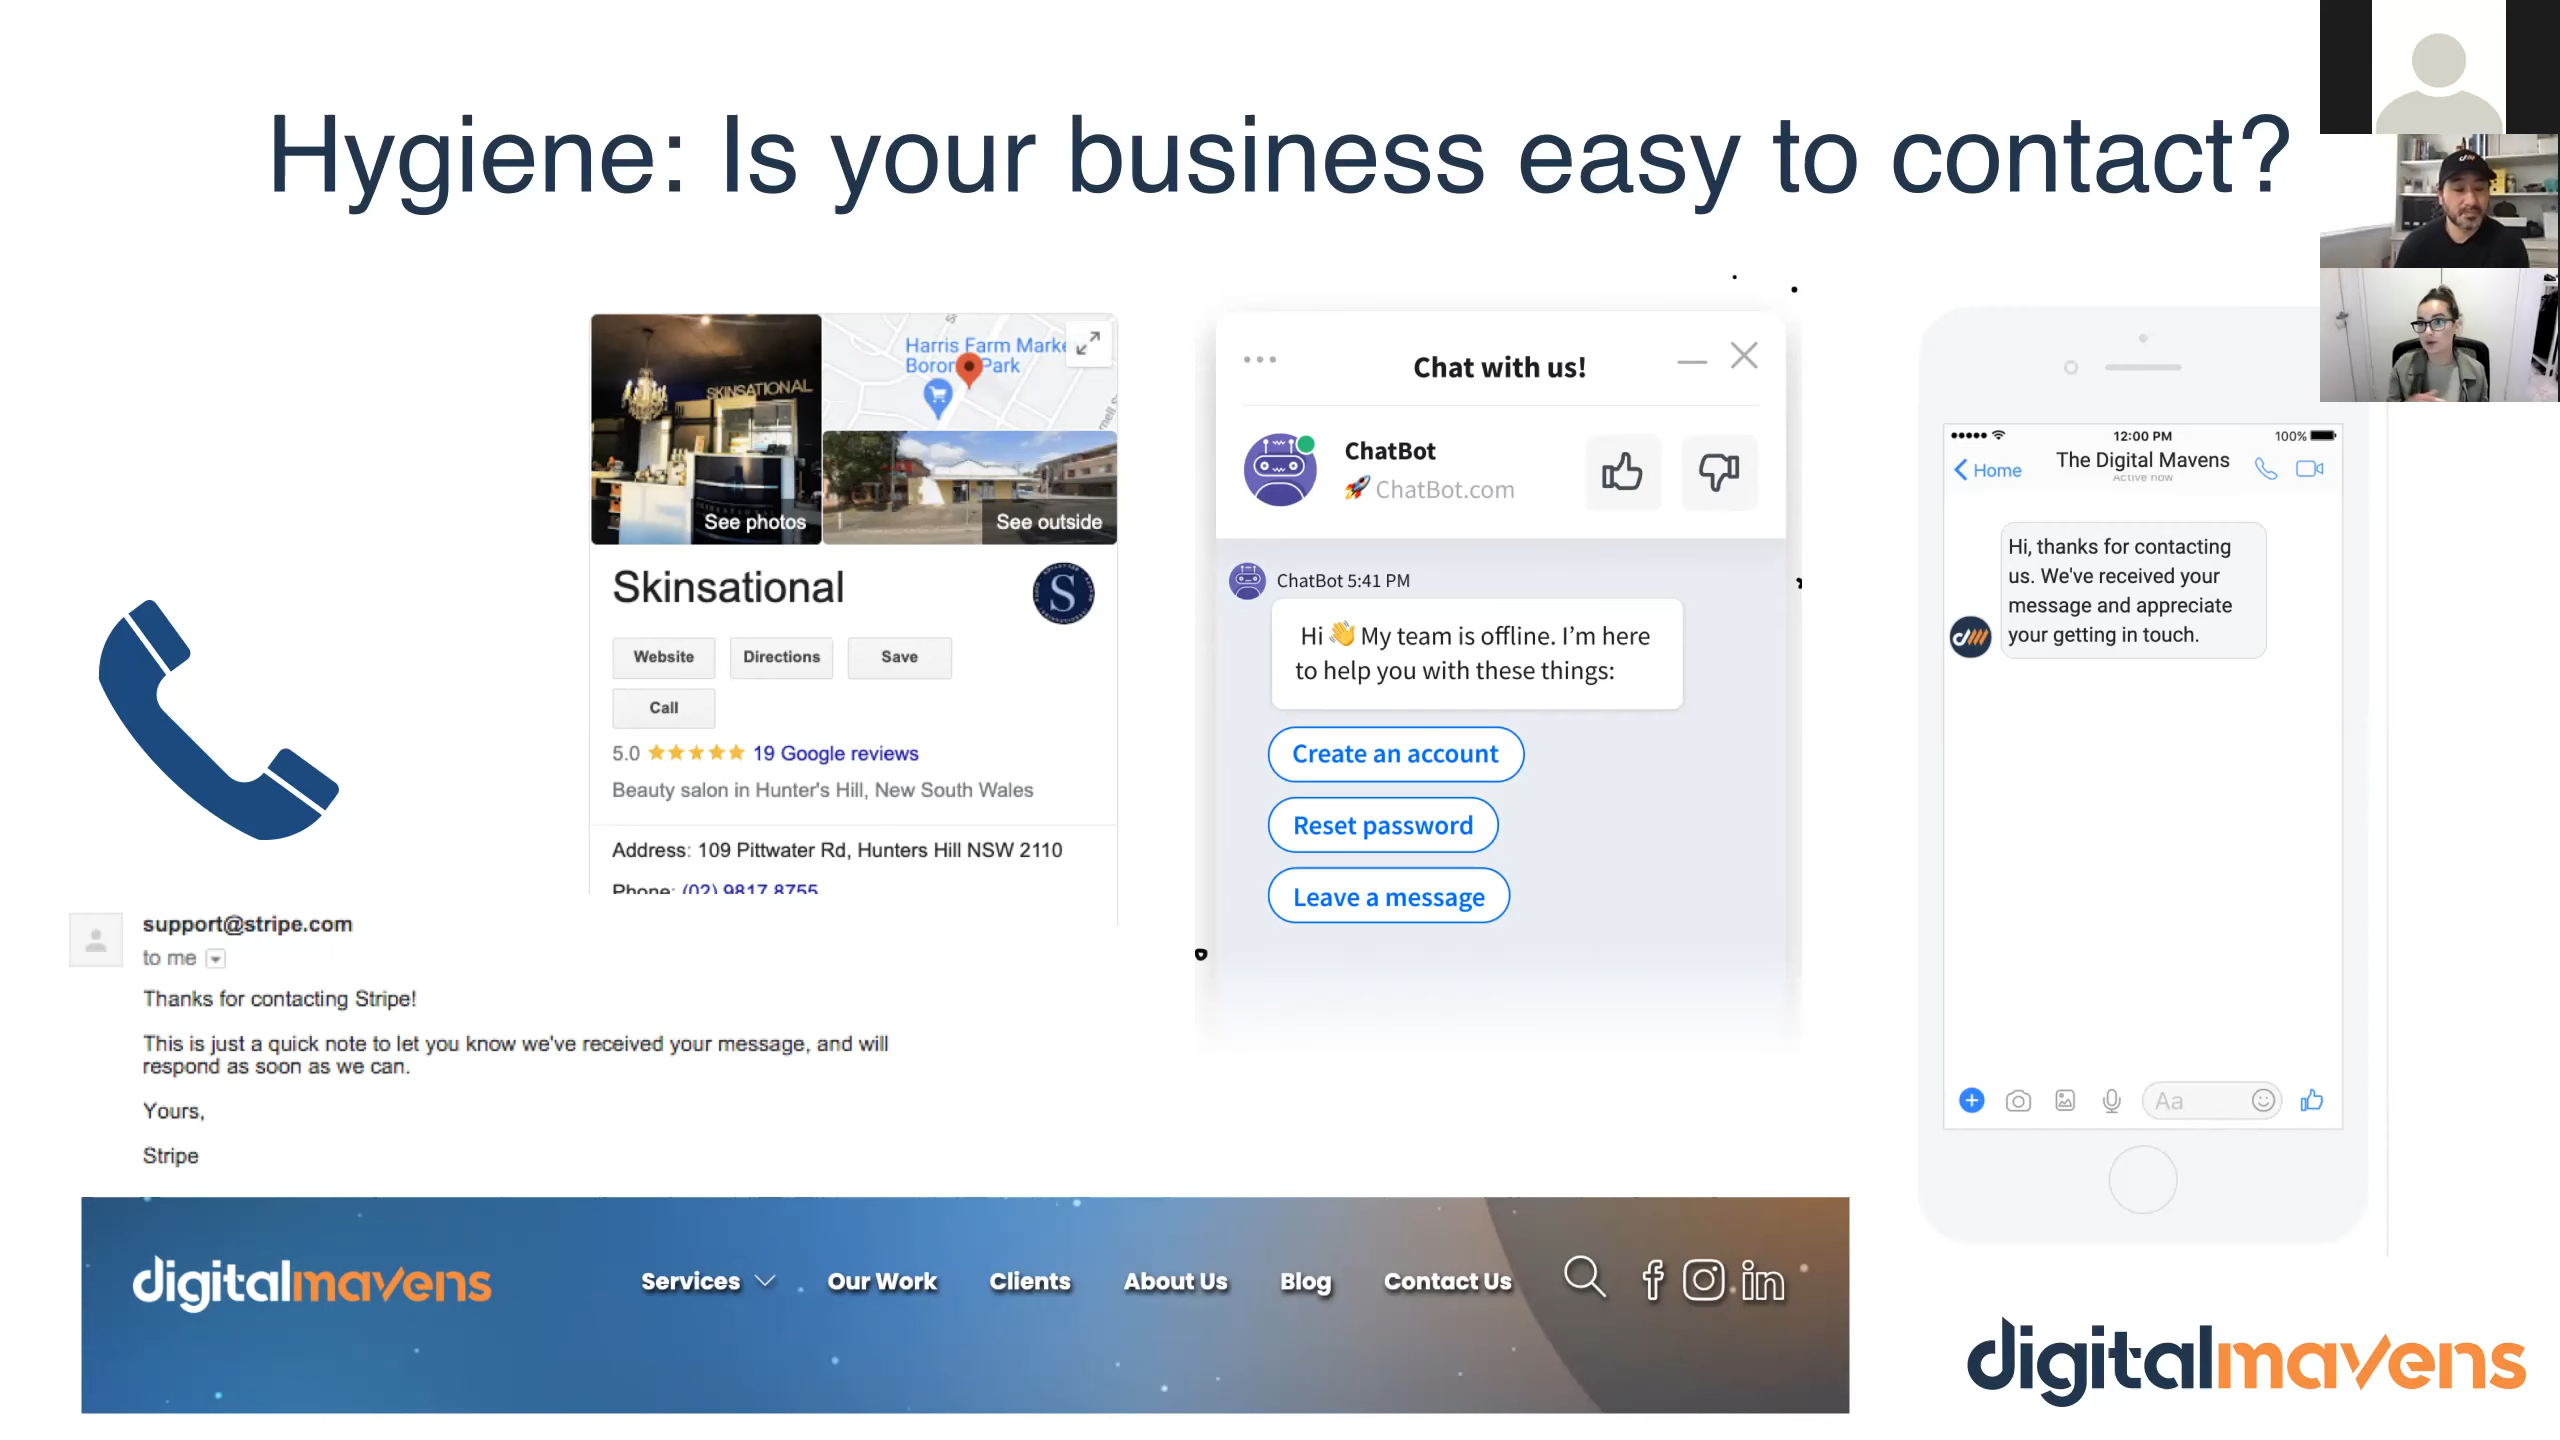 Hygiene: Is your business easy to contact?
SKINSATIONAL
Harris Farm Marke
Boron Park
See photos
See outside
Skinsational
S
Website
Directions
Save
Call
5.0
19 Google reviews
Beauty salon in Hunter's Hill, New South Wales
Address: 109 Pittwater Rd, Hunters Hill NSW 2110
Phone: (02) 9817 8755
support@stripe.com
to me
Thanks for contacting Stripe!
This is just a quick note to let you know we've received your message, and will
respond as soon as we can.
Yours,
Stripe
Chat with us!
ChatBot
ChatBot.com
ChatBot 5:41 PM
Hi 👋 My team is offline. I'm here
to help you with these things:
Create an account
Reset password
Leave a message
12:00 PM
100%
Home
The Digital Mavens
Active now
Hi, thanks for contacting
us. We've received your
message and appreciate
your getting in touch.
Aa
digitalmavens
Services
Our Work
Clients
About Us
Blog
Contact Us
digitalmavens